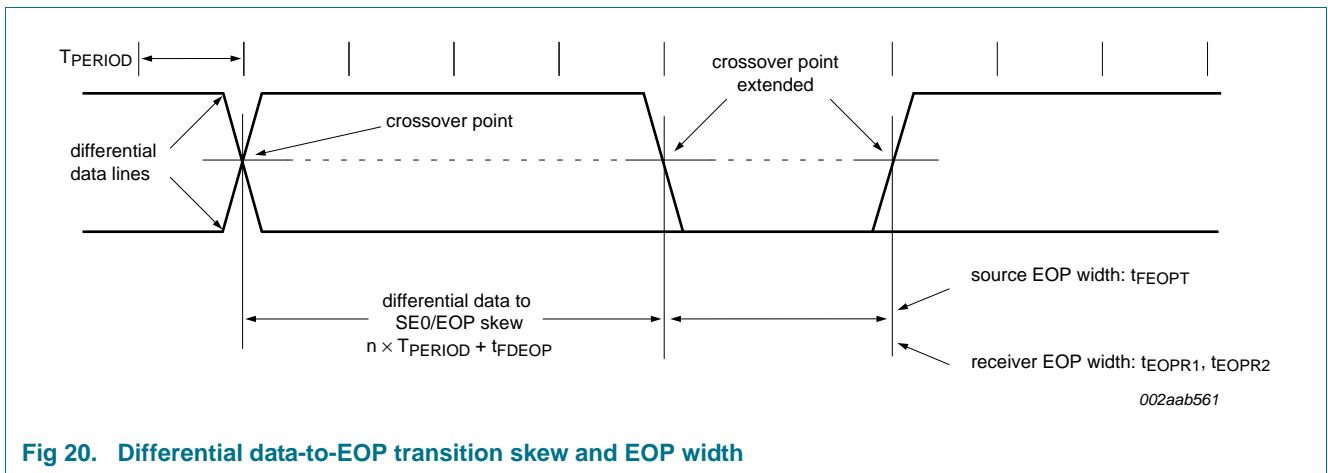 TPERIOD
crossover point
extended
crossover point
differential
data lines
differential data to
SE0/EOP skew
n × TPERIOD + tFDEOP
source EOP width: tFEOPT
receiver EOP width: tEOPR1, tEOPR2
002aab561
Fig 20. Differential data-to-EOP transition skew and EOP width